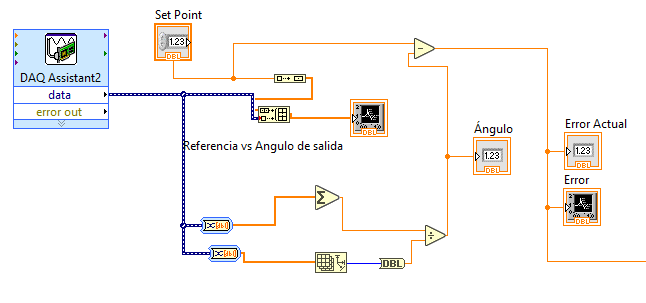 Set Point
1.23
DBL
DAQ Assistant2
data
error out
Referencia vs Angulo de salida
Ángulo
1.23
DBL
Error Actual
1.23
DBL
Error
DBL
DBL